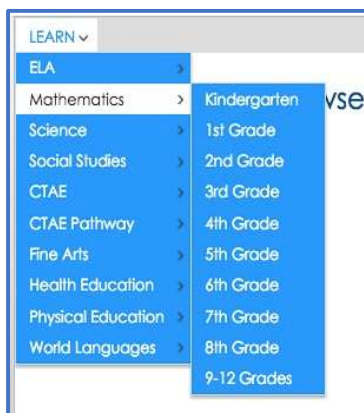 LEARN
ELA
Mathematics
Science
Social Studies
CTAE
CTAE Pathway
Fine Arts
Health Education
Physical Education
World Languages
Kindergarten
1st Grade
2nd Grade
3rd Grade
4th Grade
5th Grade
6th Grade
7th Grade
8th Grade
9-12 Grades